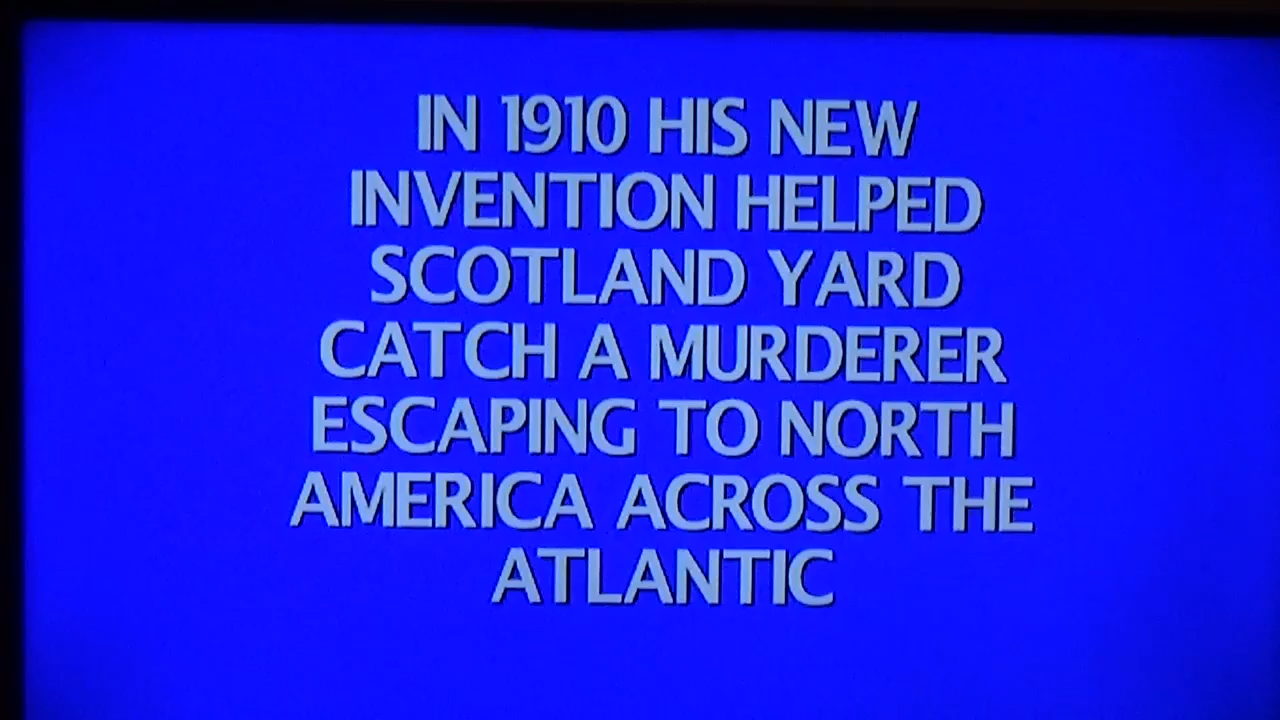 IN 1910 HIS NEW
INVENTION HELPED
SCOTLAND YARD
CATCH A MURDERER
ESCAPING TO NORTH
AMERICA ACROSS THE
ATLANTIC